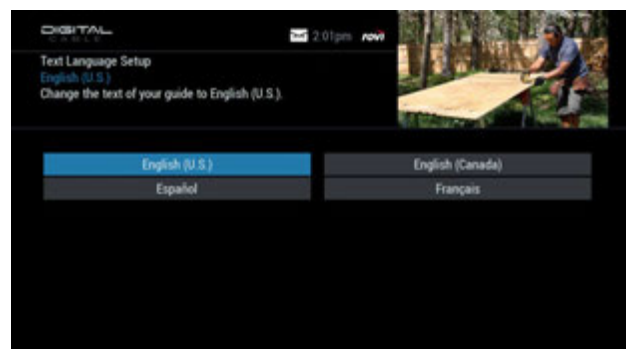 DIGITAL
CABLE
2:01pm rovi
Text Language Setup
English (U.S.)
Change the text of your guide to English (U.S.).
English (U.S.) English (Canada)
Español Français